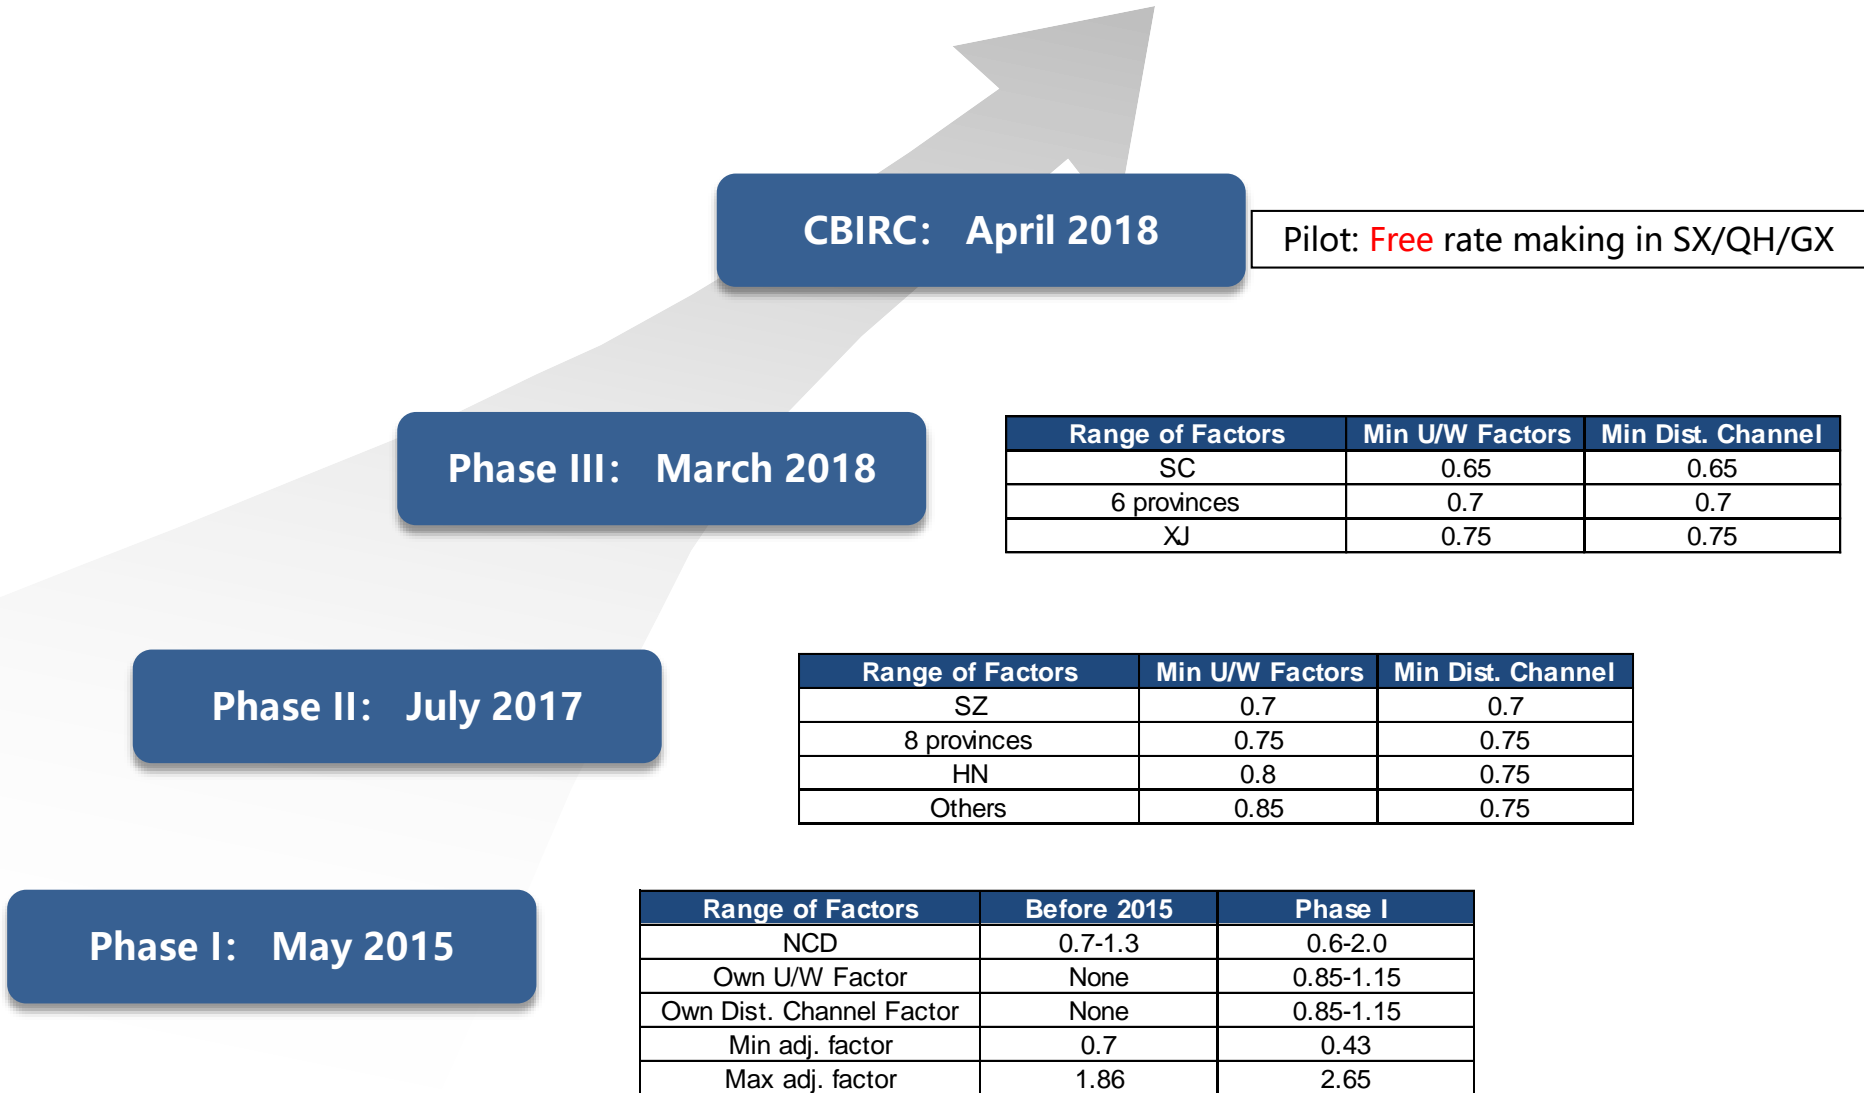 CBIRC： April 2018
Pilot: Free rate making in SX/QH/GX
Phase III： March 2018
Range of Factors Min U/W Factors Min Dist. Channel
SC 0.65 0.65
6 provinces 0.7 0.7
XJ 0.75 0.75
Phase II： July 2017
Range of Factors Min U/W Factors Min Dist. Channel
SZ 0.7 0.7
8 provinces 0.75 0.75
HN 0.8 0.75
Others 0.85 0.75
Phase I： May 2015
Range of Factors Before 2015 Phase I
NCD 0.7-1.3 0.6-2.0
Own U/W Factor None 0.85-1.15
Own Dist. Channel Factor None 0.85-1.15
Min adj. factor 0.7 0.43
Max adj. factor 1.86 2.65